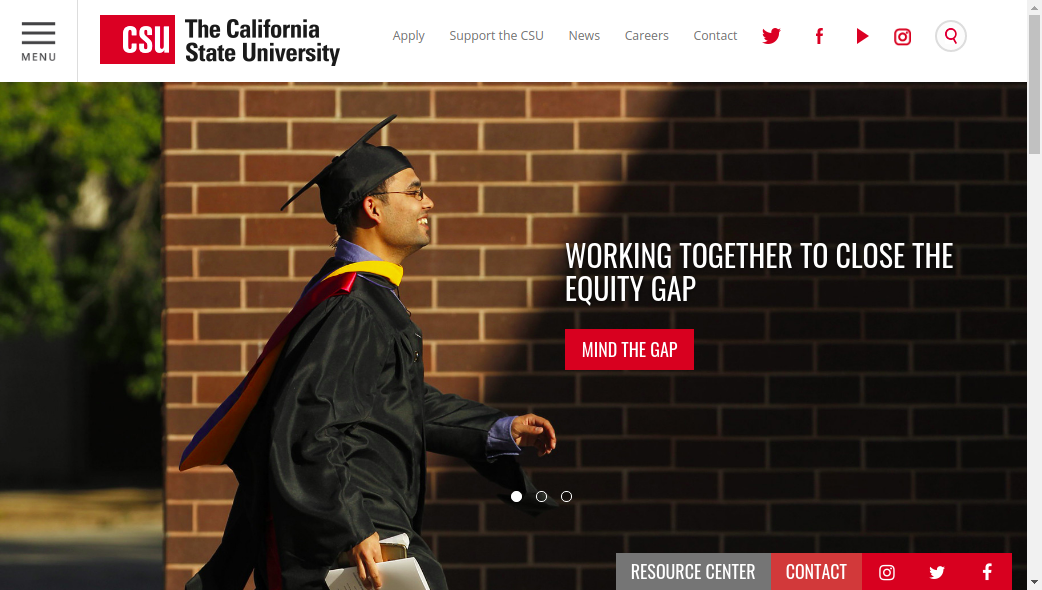 MENU
CSU
The California
State University
Apply
Support the CSU
News
Careers
Contact
WORKING TOGETHER TO CLOSE THE
EQUITY GAP
MIND THE GAP
RESOURCE CENTER
CONTACT